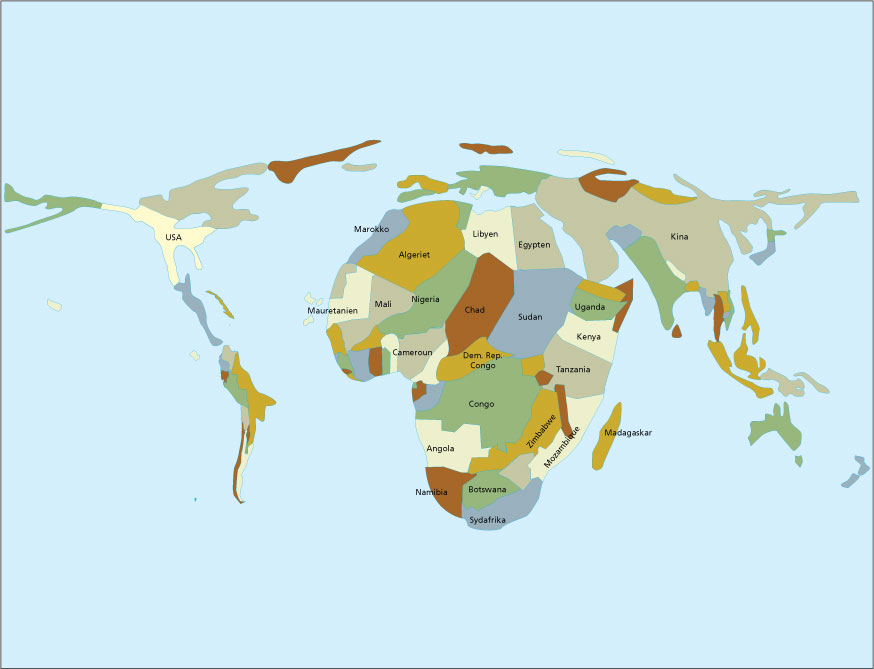 Marokko
USA
Libyen
Kina
Egypten
Algeriet
Nigeria
Mali
Uganda
Mauretanien
Chad
Sudan
Kenya
Cameroun
Dem. Rep.
Congo
Tanzania
Congo
Zimbabwe
Madagaskar
Mozambique
Angola
Botswana
Namibia
Sydafrika